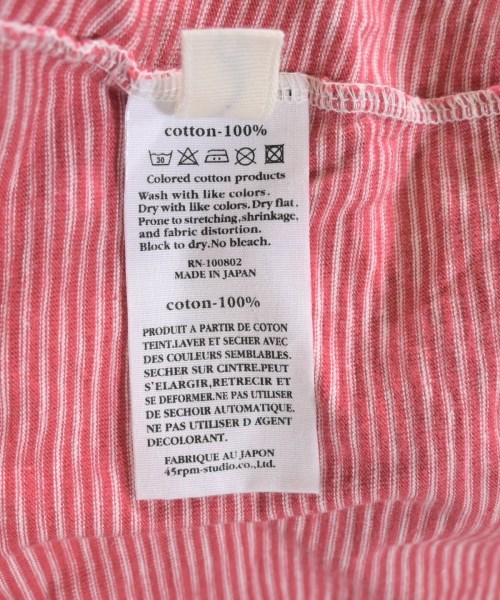 cotton-100%
30
Colored cotton products
Wash with like colors.
Dry with like colors. Dry flat.
Prone to stretching, shrinkage,
and fabric distortion.
Block to dry. No bleach.
RN-100802
MADE IN JAPAN
coton-100%
PRODUIT A PARTIR DE COTON
TEINT.LAVER ET SECHER AVEC
DES COULEURS SEMBLABLES.
SECHER SUR CINTRE.PEUT
S'ELARGIR,RETRECIR ET
SE DEFORMER.NE PAS UTILISER
DE SECHOIR AUTOMATIQUE.
NE PAS UTILISER D'AGENT
DECOLORANT.
FABRIQUE AU JAPON
45rpm-studio co.,Ltd.